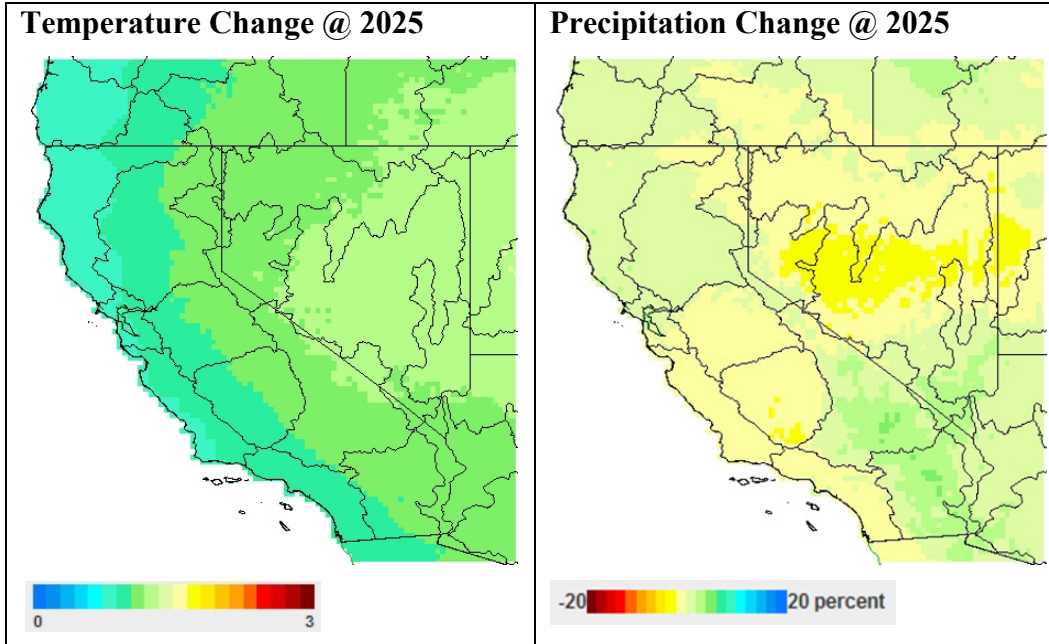 Temperature Change @ 2025
Precipitation Change @ 2025
0
3
-20
20 percent